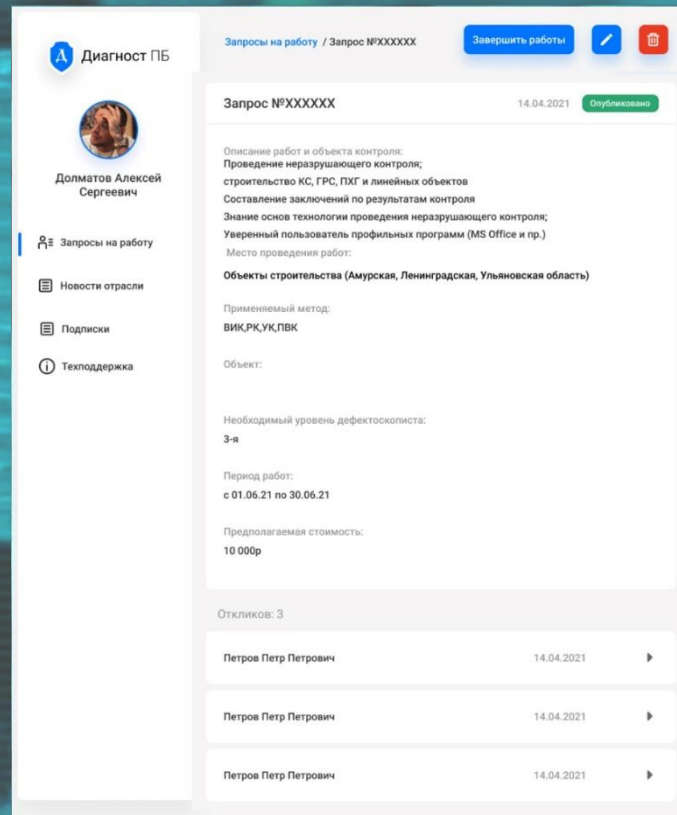 Диагност ПБ
Долматов Алексей
Сергеевич
Запросы на работу
Новости отрасли
Подписки
Техподдержка
Запросы на работу / Запрос №XXXXXX
Завершить работы
Запрос №XXXXXX
14.04.2021
Опубликовано
Описание работ и объекта контроля:
Проведение неразрушающего контроля;
строительство КС, ГРС, ПХГ и линейных объектов
Составление заключений по результатам контроля
Знание основ технологии проведения неразрушающего контроля;
Уверенный пользователь профильных программ (MS Office и пр.)
Место проведения работ:
Объекты строительства (Амурская, Ленинградская, Ульяновская область)
Применяемый метод:
ВИК,РК,УК,ПВК
Объект:
Необходимый уровень дефектоскописта:
3-я
Период работ:
с 01.06.21 по 30.06.21
Предполагаемая стоимость:
10 000р
Откликов: 3
Петров Петр Петрович 14.04.2021
Петров Петр Петрович 14.04.2021
Петров Петр Петрович 14.04.2021